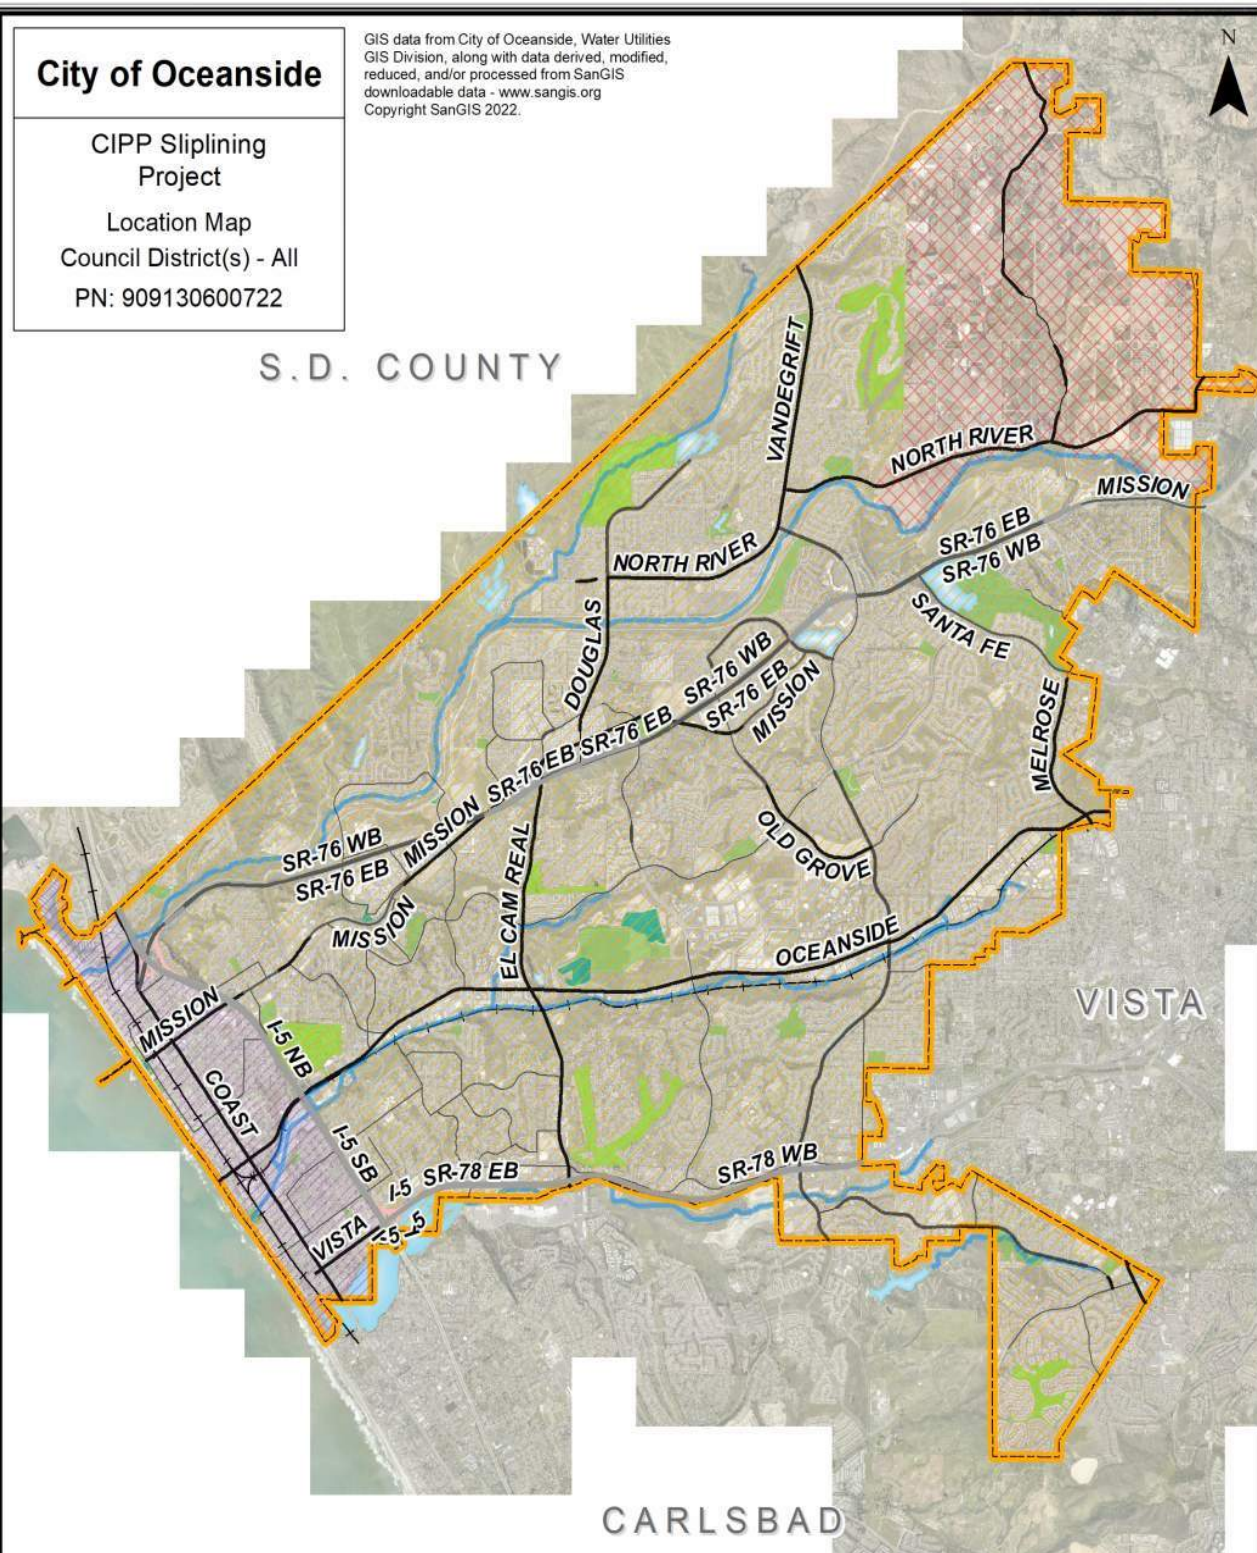 City of Oceanside
CIPP Sliplining
Project
Location Map
Council District(s) - All
PN: 909130600722
GIS data from City of Oceanside, Water Utilities
GIS Division, along with data derived, modified,
reduced, and/or processed from SanGIS
downloadable data - www.sangis.org
Copyright SanGIS 2022.
N
S.D. COUNTY
VANDEGRIFT
NORTH RIVER
MISSION
SR-76 EB
SR-76 WB
NORTH RIVER
SANTA FE
DOUGLAS
SR-76 WB
SR-76 EB
MISSION
MELROSE
SR-76 EB
SR-76 EB
MISSION
OLD GROVE
SR-76 WB
SR-76 EB
EL CAM REAL
MISSION
OCEANSIDE
VISTA
MISSION
I-5 NB
COAST
I-5 SB
SR-78 WB
I-5
SR-78 EB
VISTA
CARLSBAD